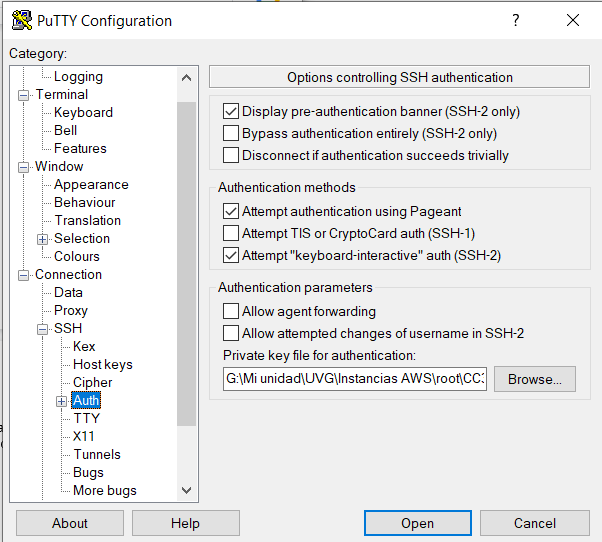 PuTTY Configuration
?
Category:
Logging
Terminal
Keyboard
Bell
Features
Window
Appearance
Behaviour
Translation
Selection
Colours
Connection
Data
Proxy
SSH
Kex
Host keys
Cipher
Auth
TTY
X11
Tunnels
Bugs
More bugs
Options controlling SSH authentication
Display pre-authentication banner (SSH-2 only)
Bypass authentication entirely (SSH-2 only)
Disconnect if authentication succeeds trivially
Authentication methods
Attempt authentication using Pageant
Attempt TIS or CryptoCard auth (SSH-1)
Attempt "keyboard-interactive" auth (SSH-2)
Authentication parameters
Allow agent forwarding
Allow attempted changes of username in SSH-2
Private key file for authentication:
G:\Mi unidad\UVG\Instancias AWS\root\CC3 Browse...
About Help Open Cancel